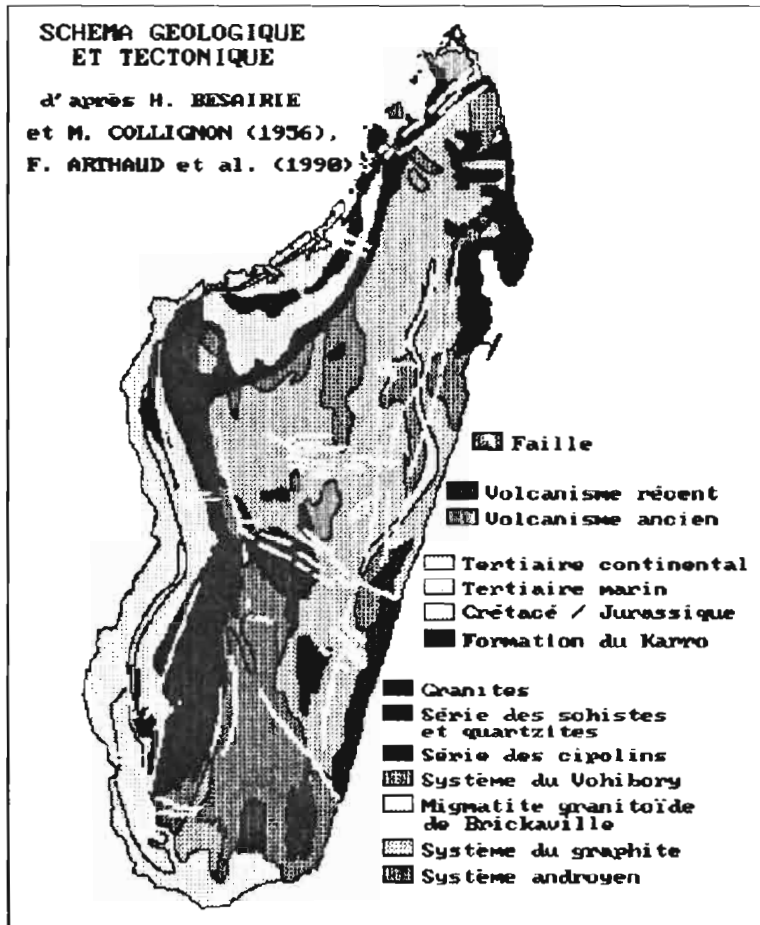 SCHEMA GEOLOGIQUE
ET TECTONIQUE
d'après H. BESAIRIE
et M. COLLIGNON (1956),
F. ARTHAUD et al. (1990)
Faille
Volcanisme récent
Volcanisme ancien
Tertiaire continental
Tertiaire marin
Crétacé / Jurassique
Formation du Karro
Granites
Série des schistes
et quartzites
Série des cipolins
Système du Vohibory
Migmatite granitoïde
de Brickaville
Système du graphite
Système androyen